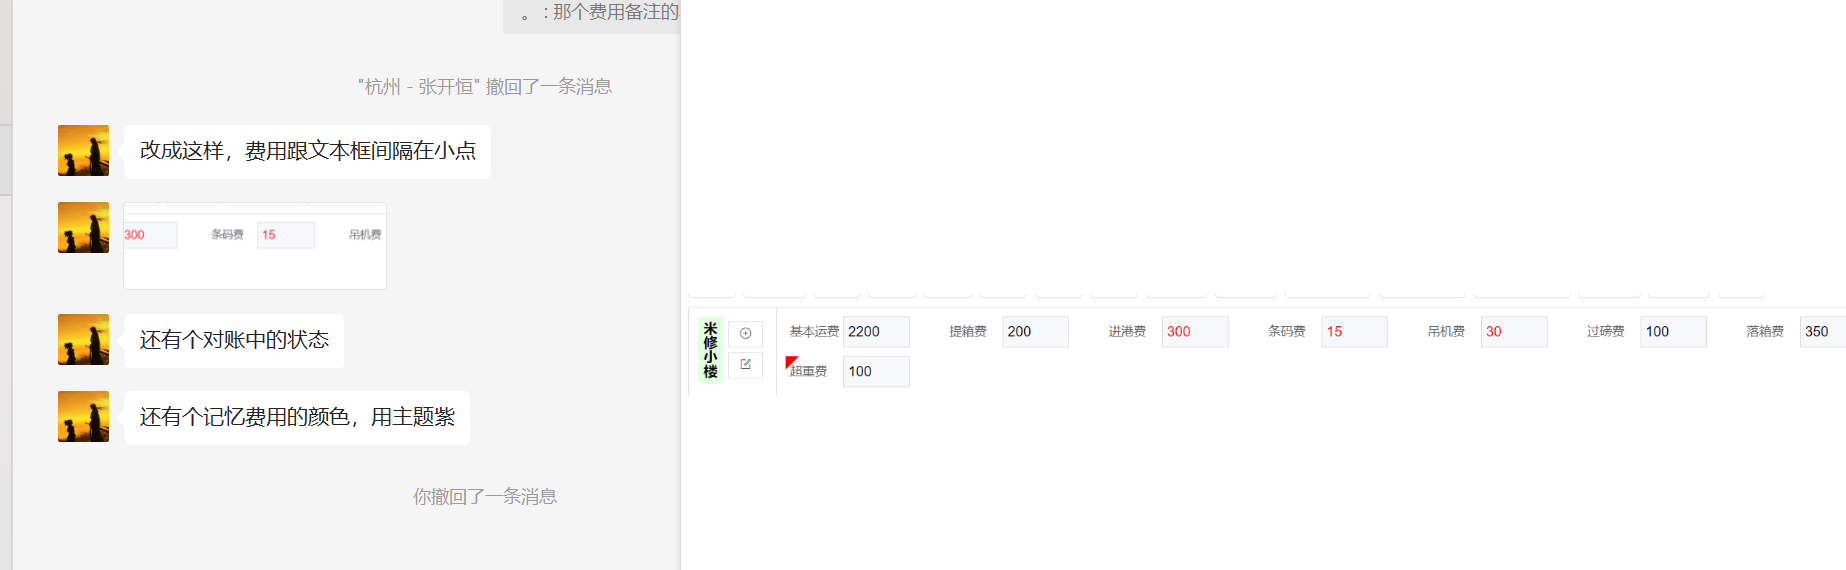 。 : 那个费用备注的
"杭州 - 张开恒" 撤回了一条消息
改成这样，费用跟文本框间隔在小点
300 条码费 15 吊机费
还有个对账中的状态
还有个记忆费用的颜色，用主题紫
你撤回了一条消息
米修小楼
基本运费 2200 提箱费 200 进港费 300 条码费 15 吊机费 30 过磅费 100 落箱费 350
超重费 100